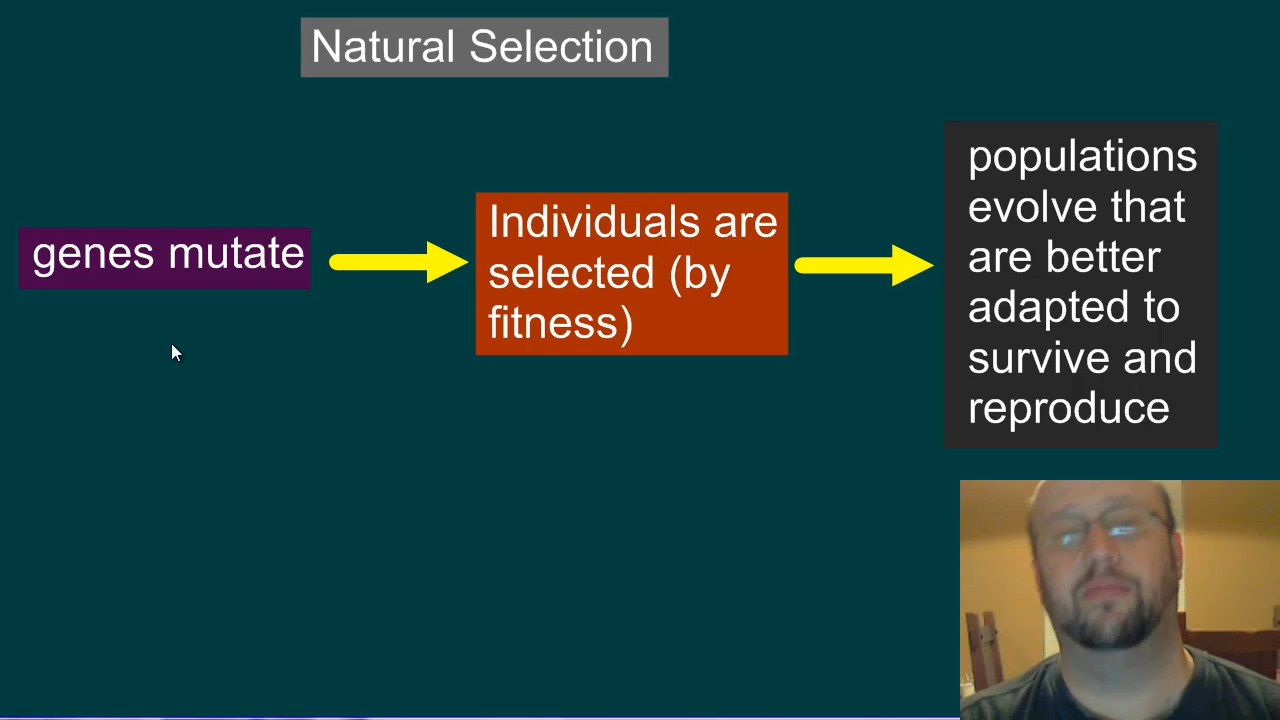 Natural Selection
genes mutate
Individuals are
selected (by
fitness)
populations
evolve that
are better
adapted to
survive and
reproduce